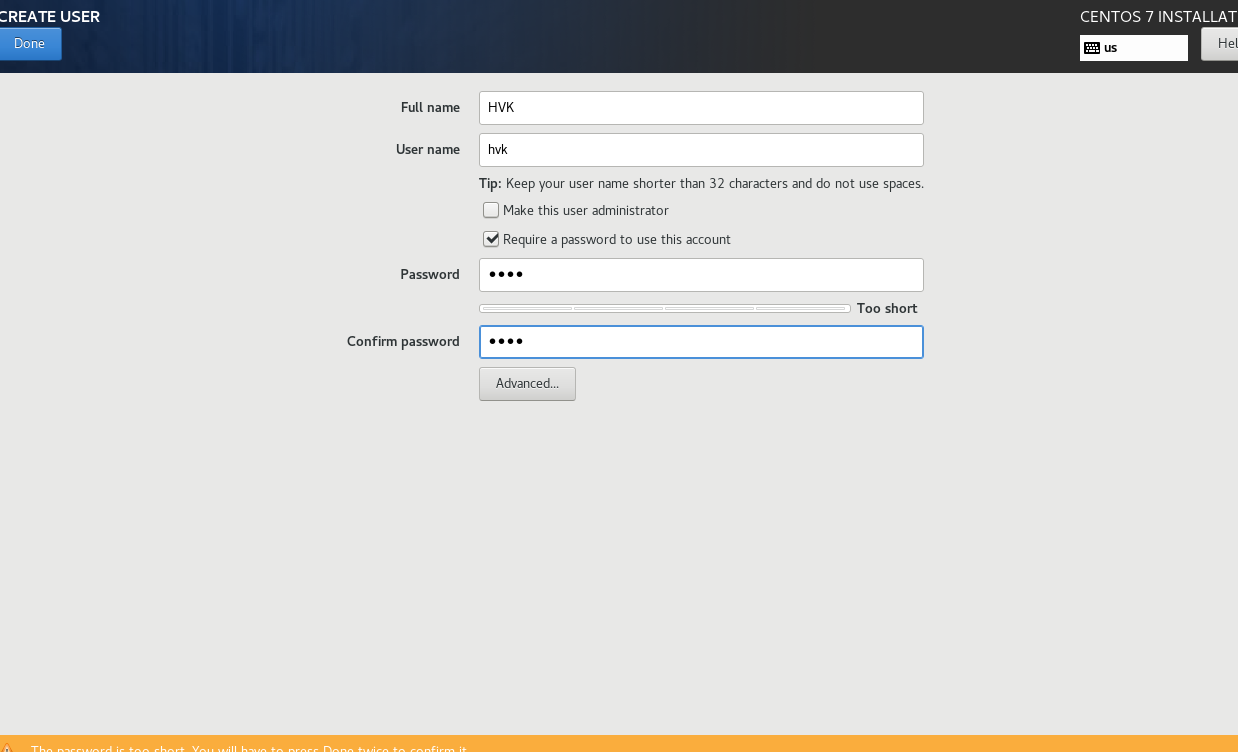 CREATE USER
CENTOS 7 INSTALLAT
Done
us
Hel
Full name
HVK
User name
hvk
Tip: Keep your user name shorter than 32 characters and do not use spaces.
Make this user administrator
Require a password to use this account
Password
••••
Too short
Confirm password
••••
Advanced...
The password is too short. You will have to press Done twice to confirm it.